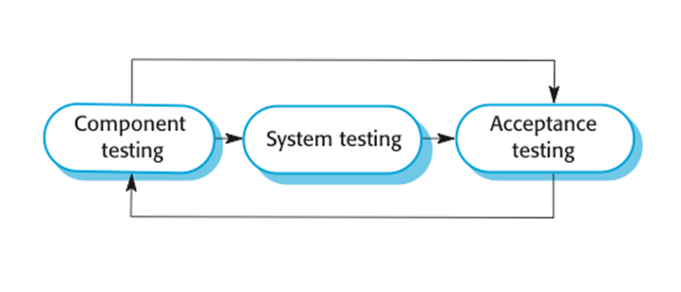 Component
testing
System testing
Acceptance
testing